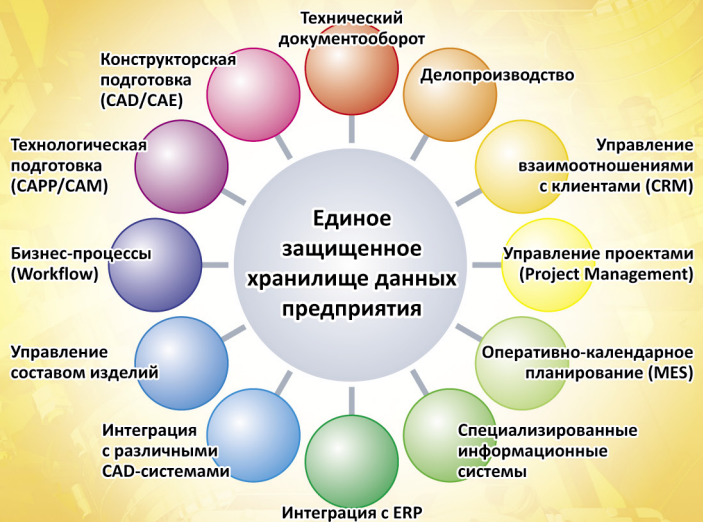 Технический
документооборот
Делопроизводство
Управление
взаимоотношениями
с клиентами (CRM)
Управление проектами
(Project Management)
Оперативно-календарное
планирование (MES)
Специализированные
информационные
системы
Интеграция с ERP
Интеграция
с различными
CAD-системами
Управление
составом изделий
Бизнес-процессы
(Workflow)
Технологическая
подготовка
(CAPP/CAM)
Конструкторская
подготовка
(CAD/CAE)
Единое
защищенное
хранилище данных
предприятия